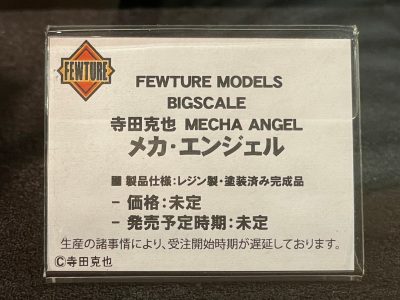 FEWTURE
FEWTURE MODELS
BIGSCALE
寺田克也 MECHA ANGEL
メカ・エンジェル
■ 製品仕様：レジン製・塗装済み完成品
- 価格：未定
- 発売予定時期：未定
生産の諸事情により、受注開始時期が遅延しております。
©寺田克也